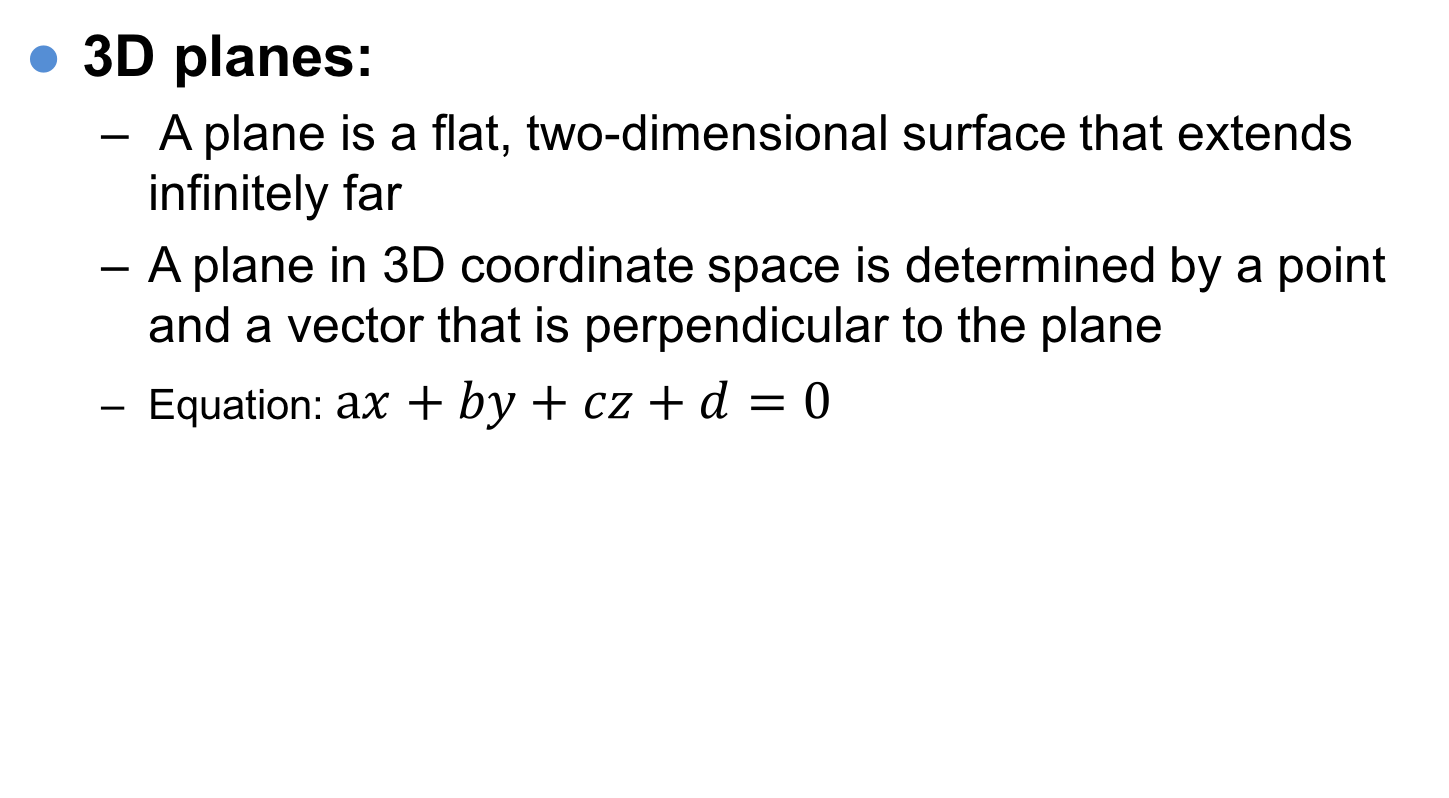 ● 3D planes:
– A plane is a flat, two-dimensional surface that extends
infinitely far
– A plane in 3D coordinate space is determined by a point
and a vector that is perpendicular to the plane
– Equation: a𝑥 + 𝑏𝑦 + 𝑐𝑧 + 𝑑 = 0